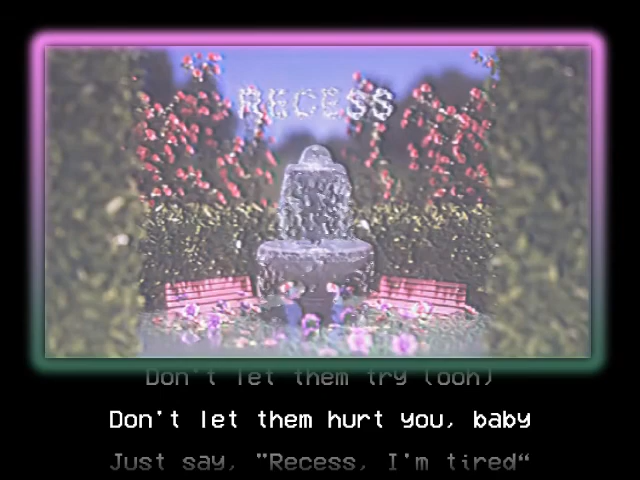 RECESS
Don't let them try (ooh)
Don't let them hurt you, baby
Just say, "Recess, I'm tired“